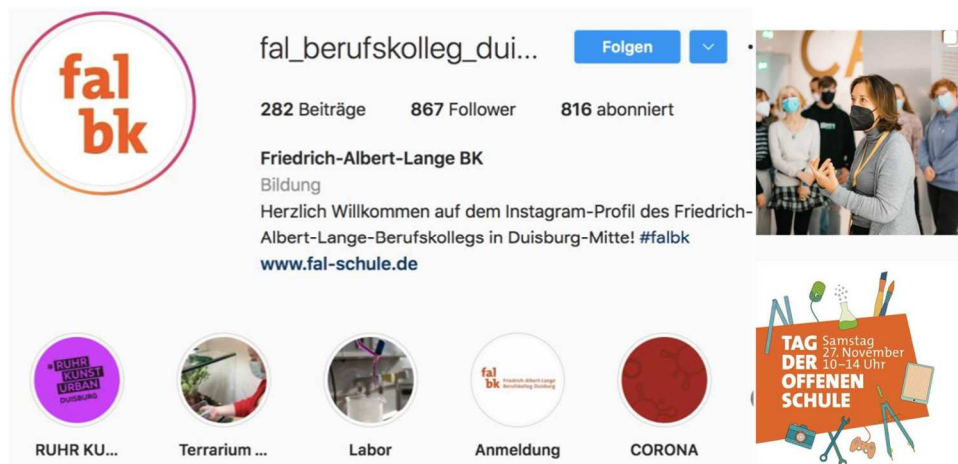 fal
bk
fal_berufskolleg_dui...
Folgen
282 Beiträge 867 Follower 816 abonniert
Friedrich-Albert-Lange BK
Bildung
Herzlich Willkommen auf dem Instagram-Profil des Friedrich-
Albert-Lange-Berufskollegs in Duisburg-Mitte! #falbk
www.fal-schule.de
RUHR
KUNST
URBAN
DUISBURG
fal
bk
Friedrich-Albert-Lange
Berufskolleg Duisburg
RUHR KU...
Terrarium ...
Labor
Anmeldung
CORONA
CA
TAG Samstag
DER 27. November
10–14 Uhr
OFFENEN
SCHULE